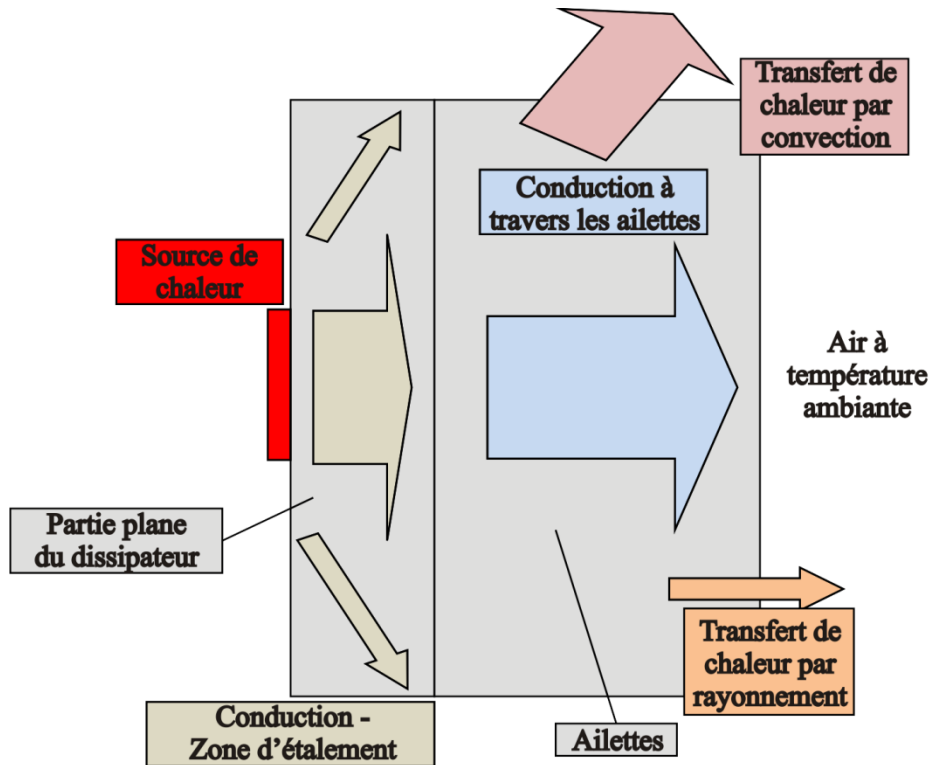 Transfert de
chaleur par
convection
Conduction à
travers les ailettes
Source de
chaleur
Air à
température
ambiante
Partie plane
du dissipateur
Transfert de
chaleur par
rayonnement
Conduction -
Zone d’étalement
Ailettes